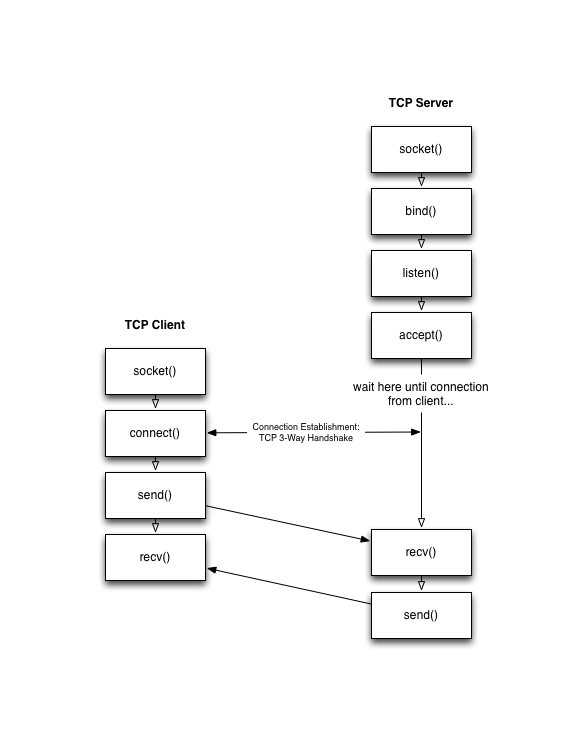 TCP Server
socket()
bind()
listen()
accept()
wait here until connection
from client...
TCP Client
socket()
connect()
send()
recv()
Connection Establishment:
TCP 3-Way Handshake
recv()
send()